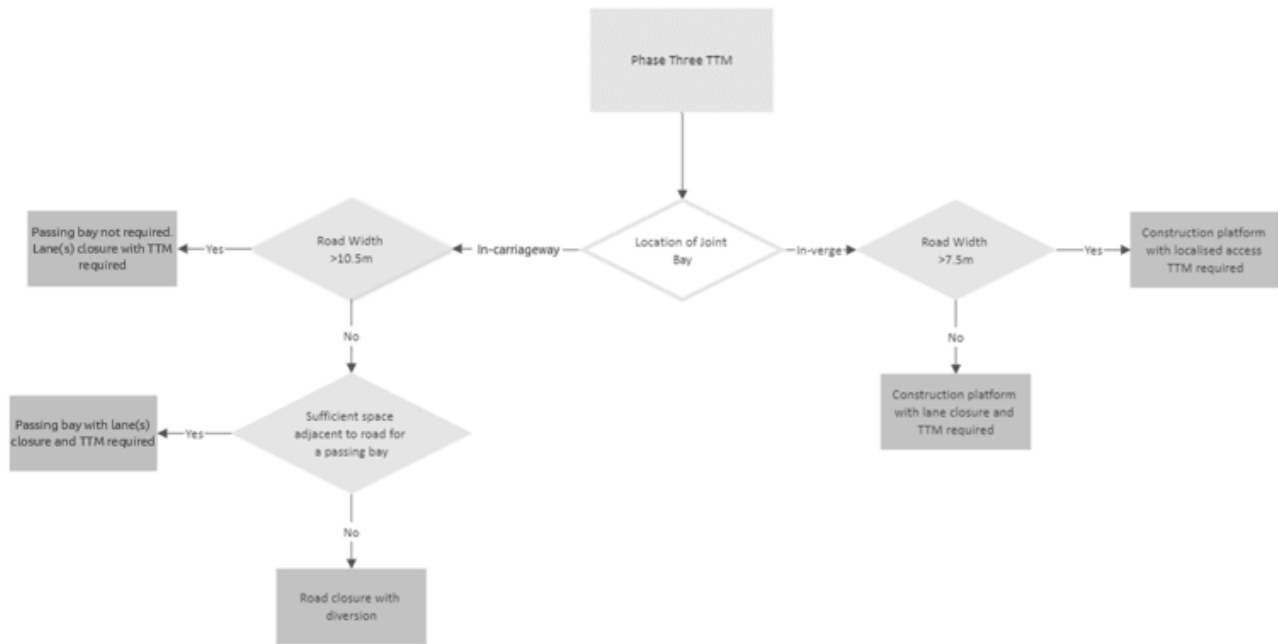 Phase Three TTM
Location of Joint
Bay
In-carriageway
In-verge
Road Width
>10.5m
Yes
Passing bay not required.
Lane(s) closure with TTM
required
No
Sufficient space
adjacent to road for
a passing bay
Yes
Passing bay with lane(s)
closure and TTM required
No
Road closure with
diversion
Road Width
>7.5m
Yes
Construction platform
with localised access
TTM required
No
Construction platform
with lane closure and
TTM required